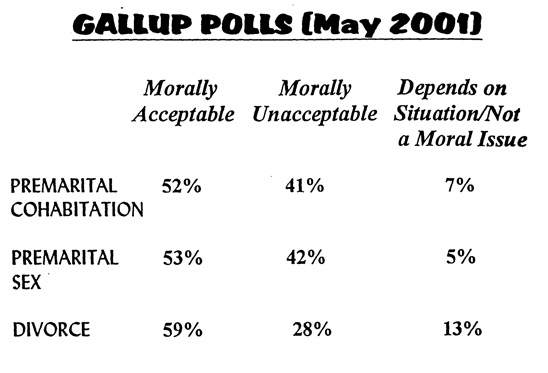 GALLUP POLLS (May 2001)
Morally Morally Depends on
Acceptable Unacceptable Situation/Not
a Moral Issue
PREMARITAL 52% 41% 7%
COHABITATION
PREMARITAL 53% 42% 5%
SEX
DIVORCE 59% 28% 13%